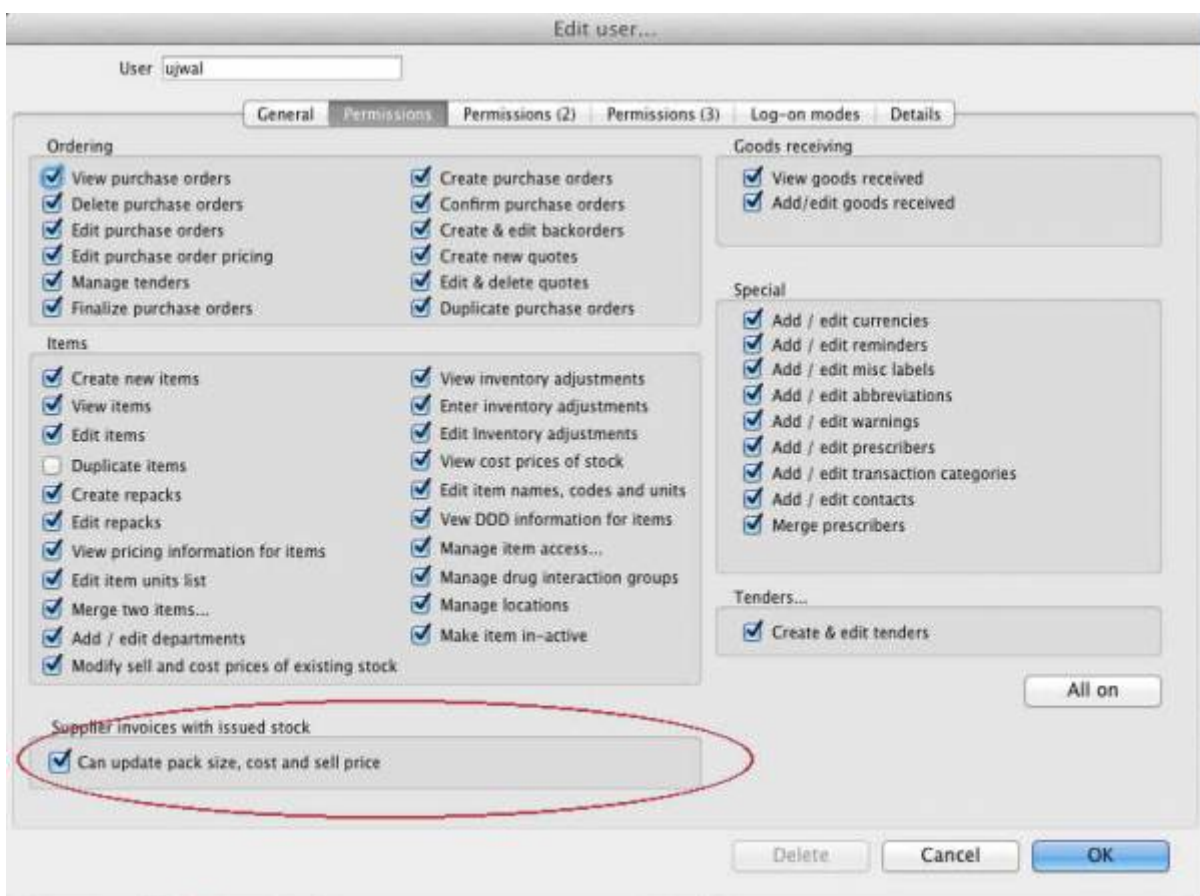 Edit user...
User ujwal
General Permissions Permissions (2) Permissions (3) Log-on modes Details
Ordering
View purchase orders
Create purchase orders
Delete purchase orders
Confirm purchase orders
Edit purchase orders
Create & edit backorders
Edit purchase order pricing
Create new quotes
Manage tenders
Edit & delete quotes
Finalize purchase orders
Duplicate purchase orders
Goods receiving
View goods received
Add/edit goods received
Items
Create new items
View inventory adjustments
View items
Enter inventory adjustments
Edit items
Edit Inventory adjustments
Duplicate items
View cost prices of stock
Create repacks
Edit item names, codes and units
Edit repacks
Vew DDD information for items
View pricing information for items
Manage item access...
Edit item units list
Manage drug interaction groups
Merge two items...
Manage locations
Add / edit departments
Make item in-active
Modify sell and cost prices of existing stock
Special
Add / edit currencies
Add / edit reminders
Add / edit misc labels
Add / edit abbreviations
Add / edit warnings
Add / edit prescribers
Add / edit transaction categories
Add / edit contacts
Merge prescribers
Tenders...
Create & edit tenders
All on
Supplier invoices with issued stock
Can update pack size, cost and sell price
Delete Cancel OK